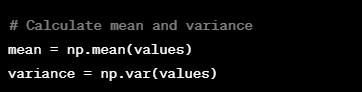 # Calculate mean and variance
mean = np.mean(values)
variance = np.var(values)